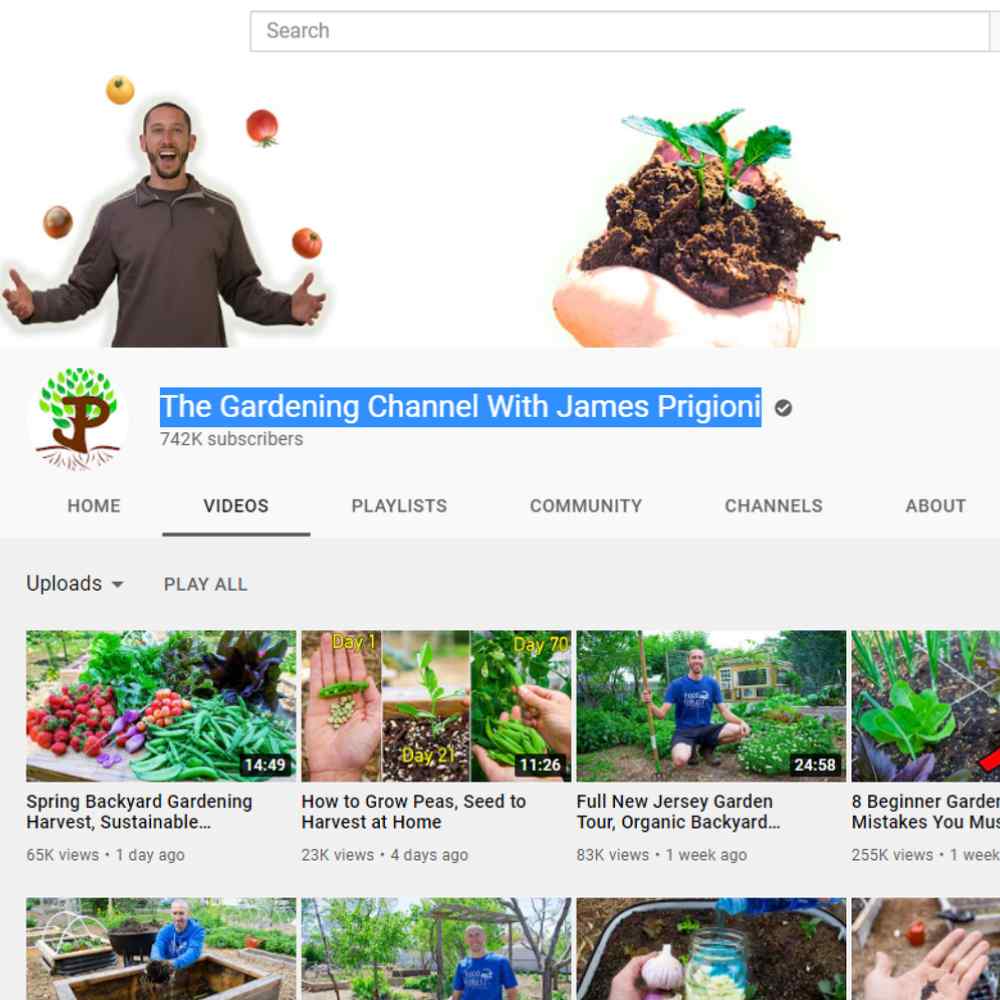 Search
The Gardening Channel With James Prigioni
742K subscribers
HOME VIDEOS PLAYLISTS COMMUNITY CHANNELS ABOUT
Uploads PLAY ALL
Day 1 Day 70
Day 21
14:49 11:26 24:58
Spring Backyard Gardening
Harvest, Sustainable...
65K views • 1 day ago
How to Grow Peas, Seed to
Harvest at Home
23K views • 4 days ago
Full New Jersey Garden
Tour, Organic Backyard...
83K views • 1 week ago
8 Beginner Garde
Mistakes You Mus
255K views • 1 week